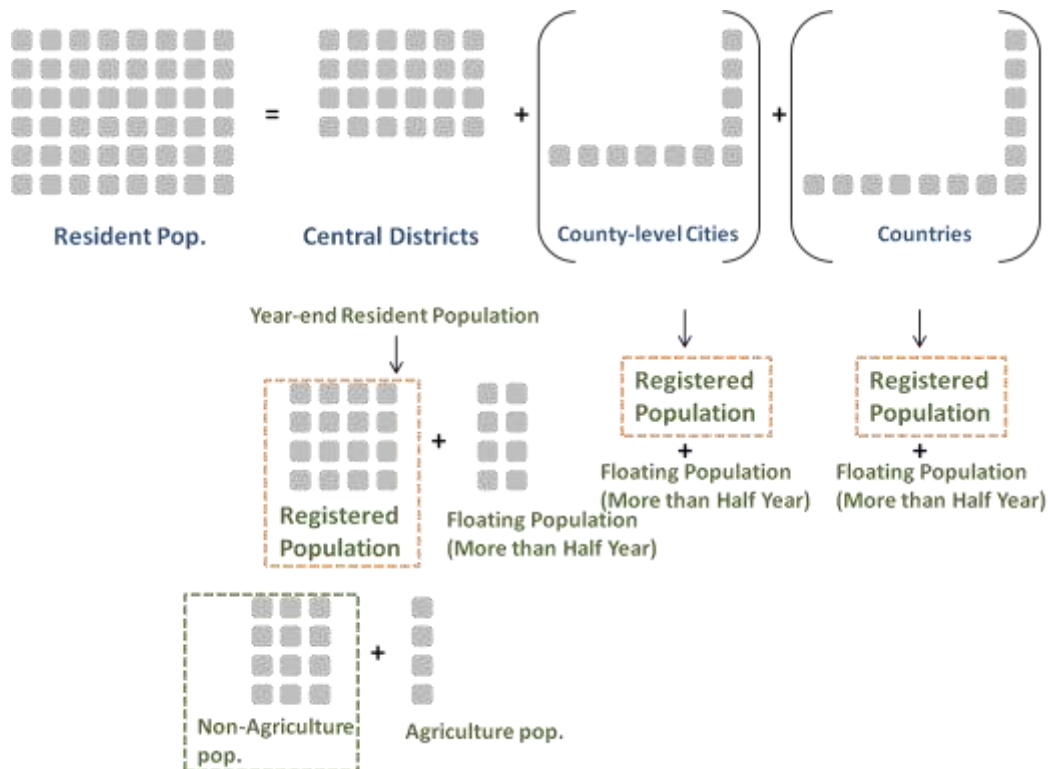 =
+
+
Resident Pop.
Central Districts
County-level Cities
Countries
Year-end Resident Population
Registered
Population
+
Floating Population
(More than Half Year)
Registered
Population
+
Floating Population
(More than Half Year)
Registered
Population
+
Floating Population
(More than Half Year)
Non-Agriculture
pop.
+
Agriculture pop.